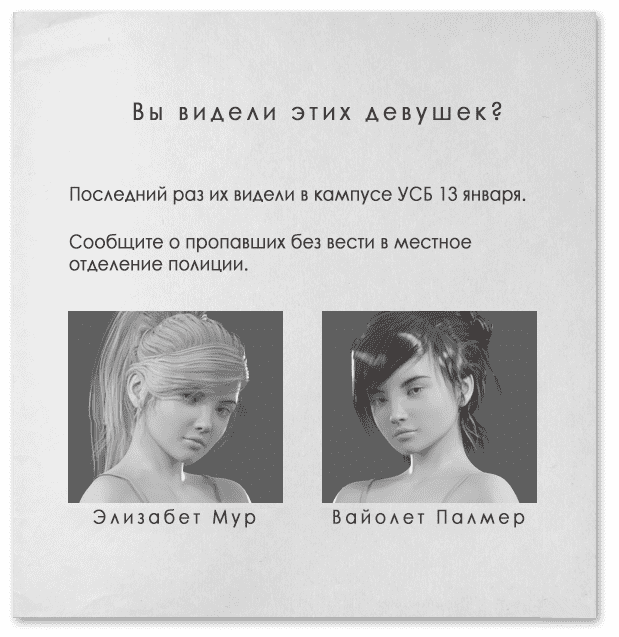 Вы видели этих девушек?
Последний раз их видели в кампусе УСБ 13 января.
Сообщите о пропавших без вести в местное
отделение полиции.
Элизабет Мур
Вайолет Палмер